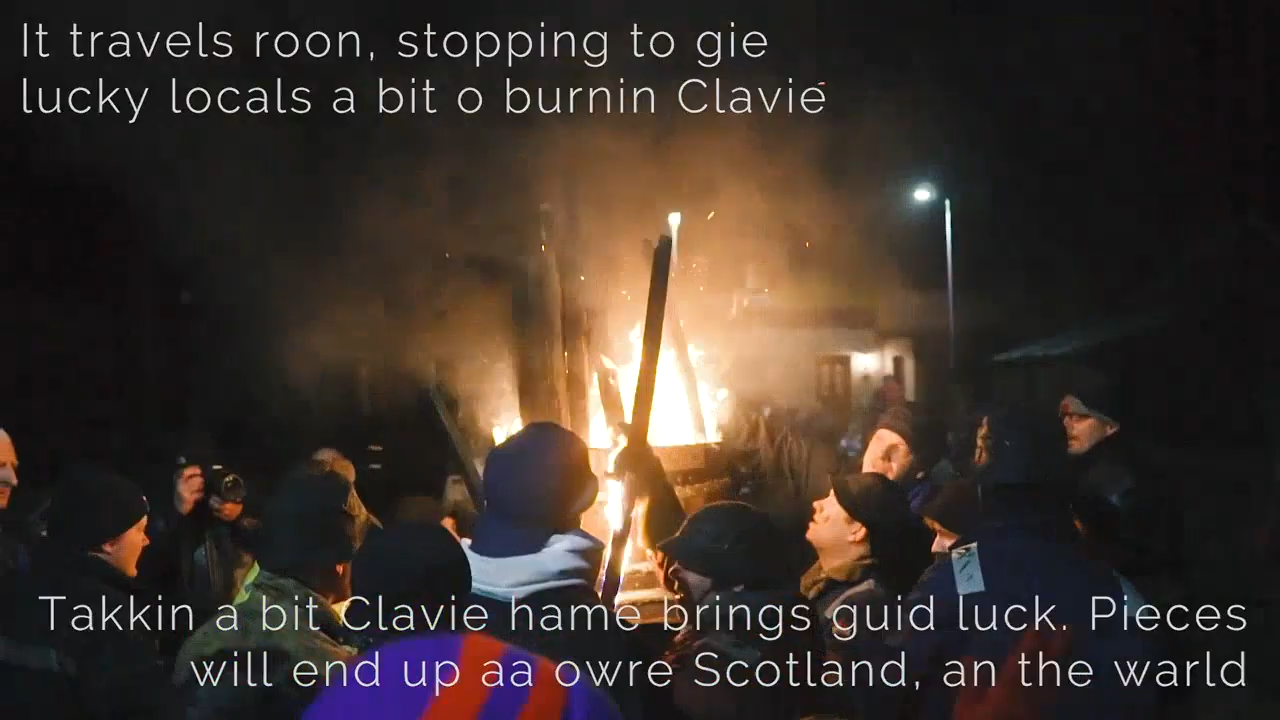 It travels roon, stopping to gie
lucky locals a bit o burnin Clavie
Takkin a bit Clavie hame brings guid luck. Pieces
will end up aa owre Scotland, an the warld